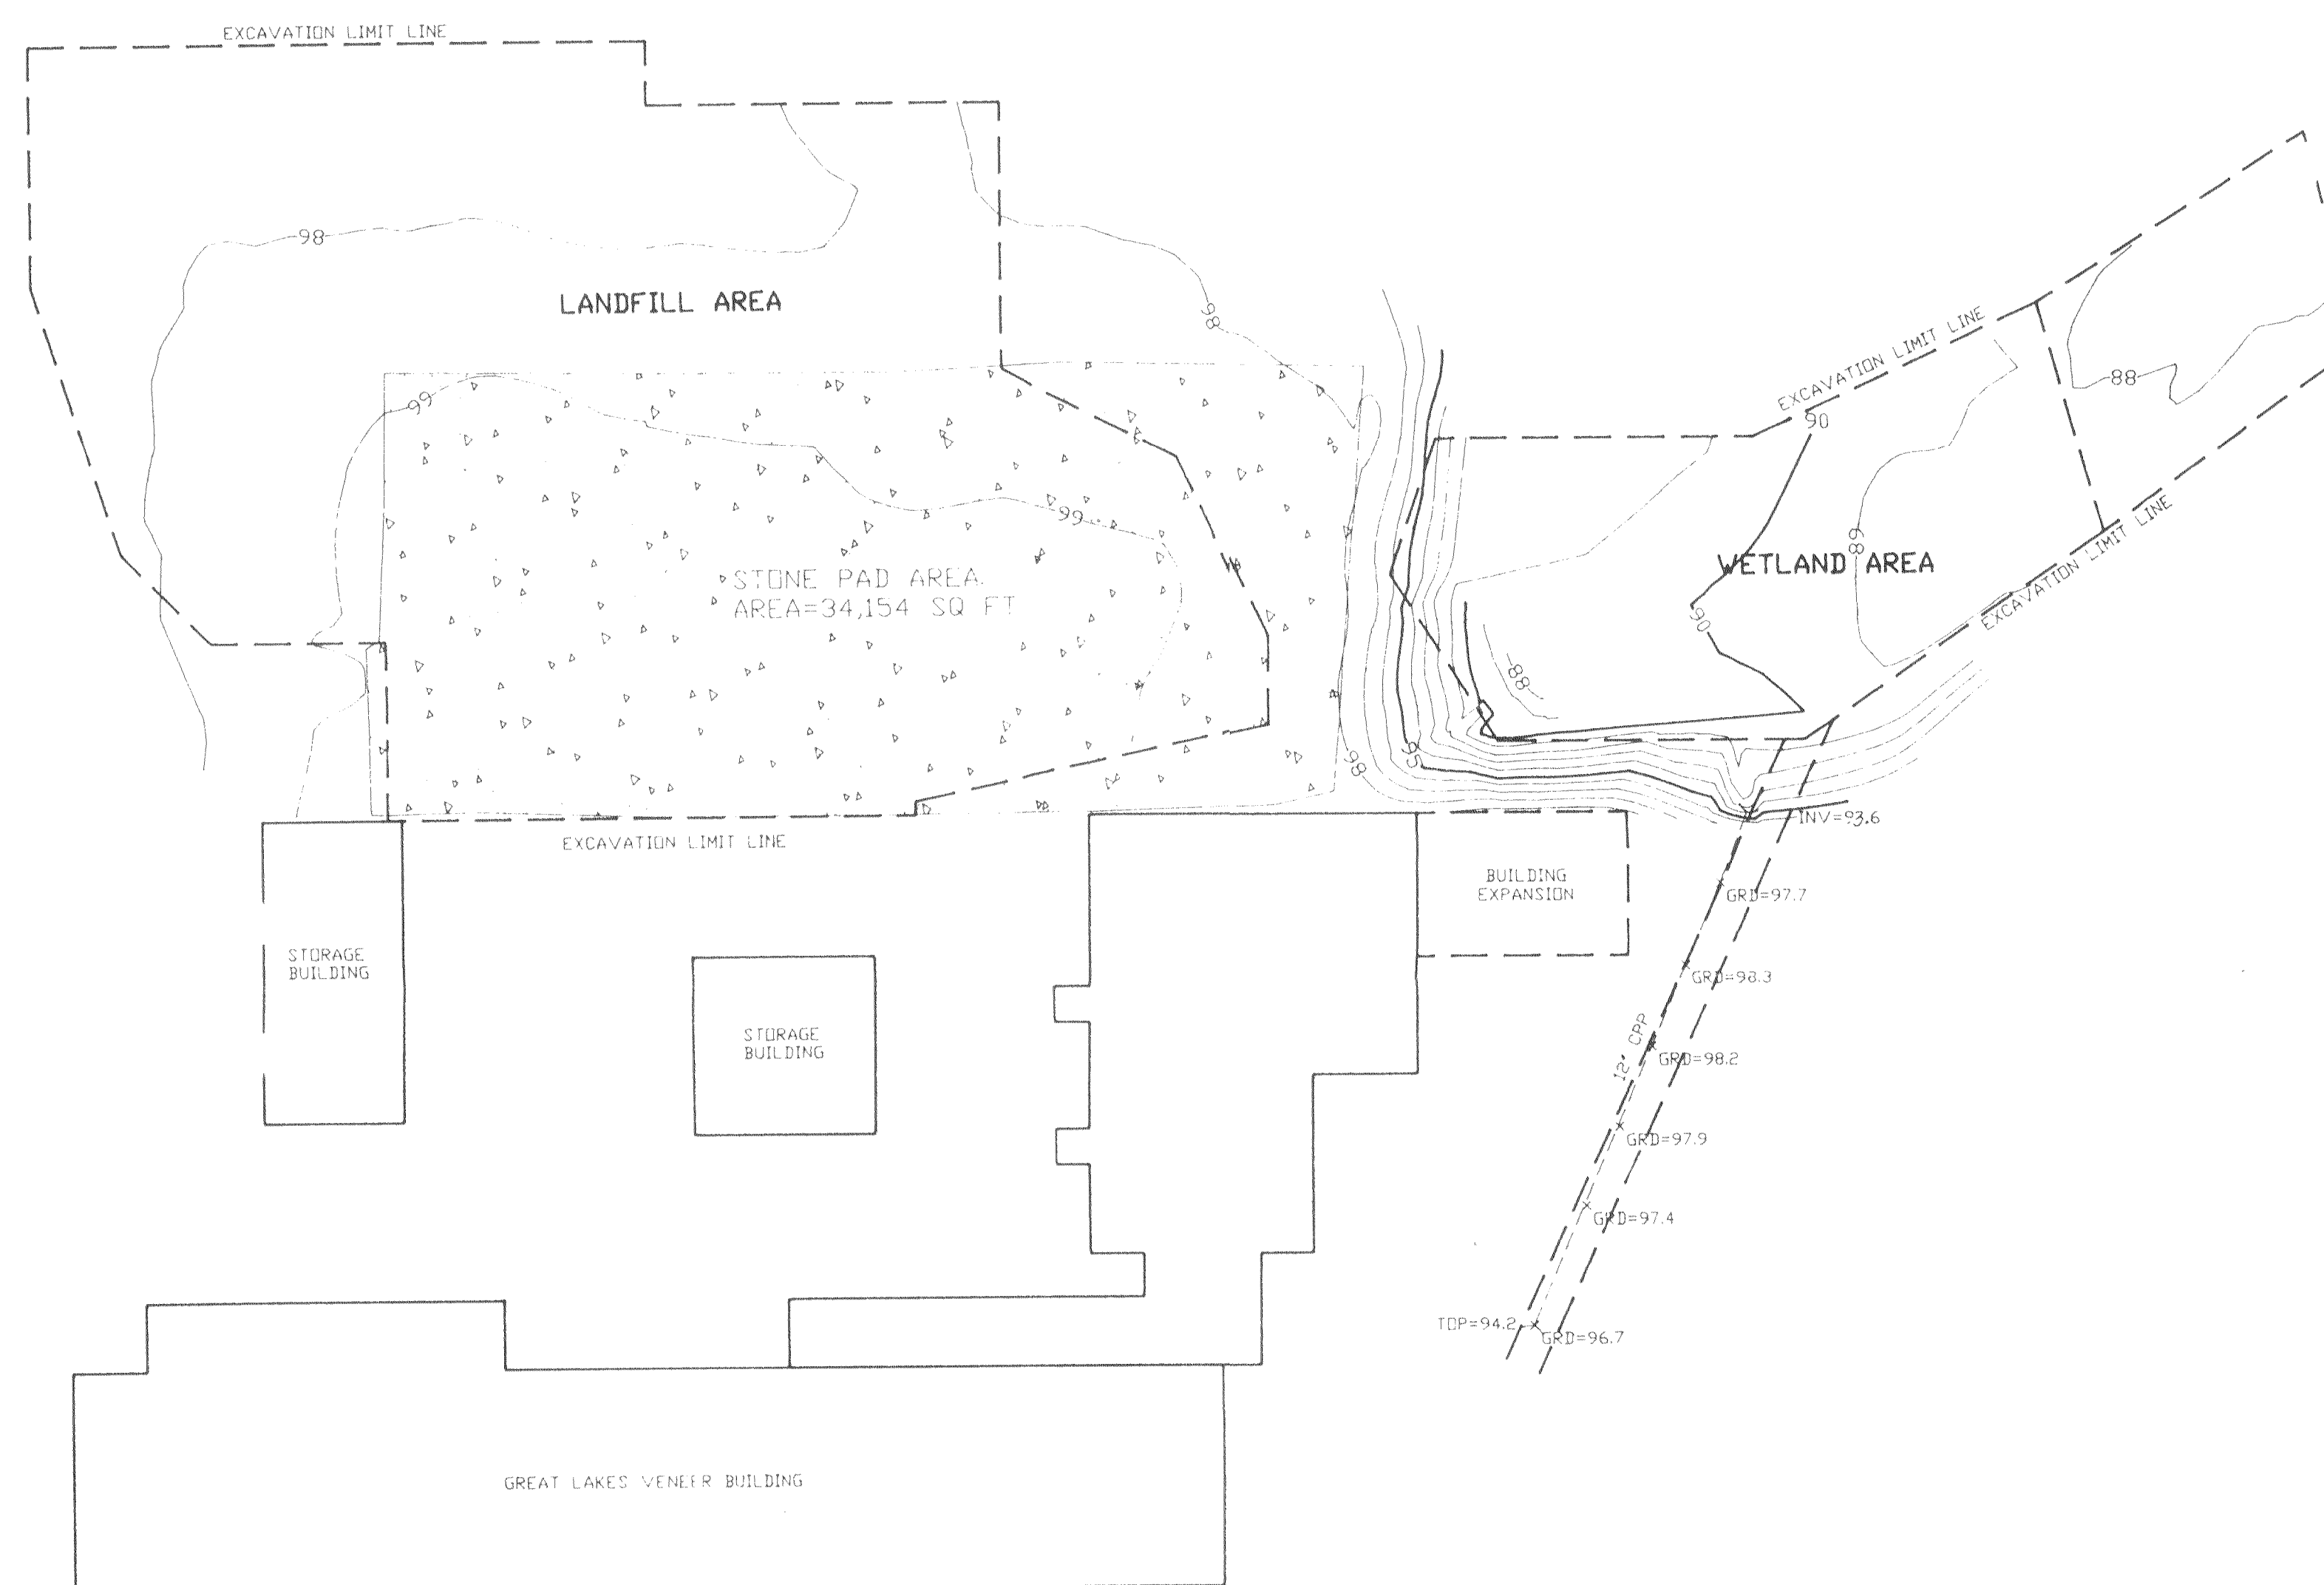 EXCAVATION LIMIT LINE
98
LANDFILL AREA
98
EXCAVATION LIMIT LINE
88
99
90
99
STONE PAD AREA.
AREA=34,154 SQ FT
89
WETLAND AREA
EXCAVATION LIMIT LINE
90
88
95
98
EXCAVATION LIMIT LINE
INV=93.6
BUILDING
EXPANSION
GRD=97.7
STORAGE
BUILDING
GRD=98.3
STORAGE
BUILDING
12" CPP
GRD=98.2
GRD=97.9
GRD=97.4
TOP=94.2
GRD=96.7
GREAT LAKES VENEER BUILDING